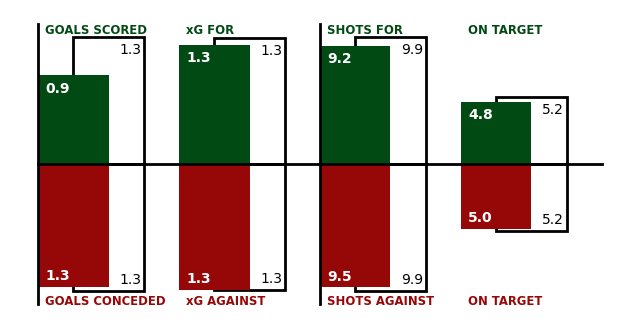 GOALS SCORED xG FOR SHOTS FOR ON TARGET
1.3 1.3 9.9
0.9 1.3 9.2
4.8 5.2
1.3 1.3 9.5 5.0 5.2
1.3 1.3 9.9
GOALS CONCEDED xG AGAINST SHOTS AGAINST ON TARGET